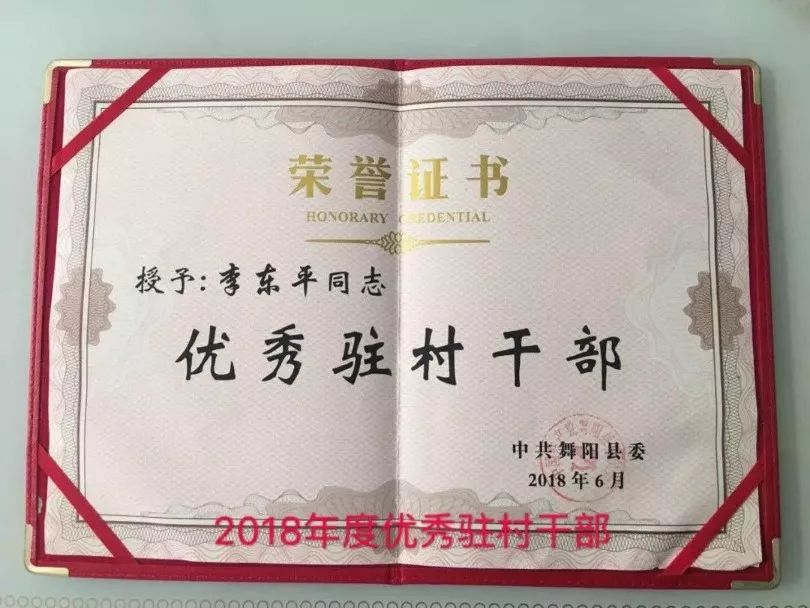 荣誉证书
HONORARY CREDENTIAL
授予:李东平同志
优秀驻村干部
中共舞阳县委
2018年6月
2018年度优秀驻村干部